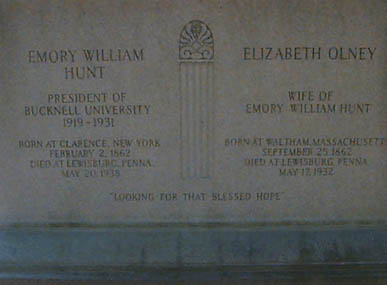 EMORY WILLIAM
HUNT
PRESIDENT OF
BUCKNELL UNIVERSITY
1919-1931
BORN AT CLARENCE, NEW YORK
FEBRUARY 2, 1862
DIED AT LEWISBURG, PENNA.
MAY 20, 1938
ELIZABETH OLNEY
WIFE OF
EMORY WILLIAM HUNT
BORN AT WALTHAM, MASSACHUSETT
SEPTEMBER 25, 1862
DIED AT LEWISBURG, PENNA
MAY 17, 1932
"LOOKING FOR THAT BLESSED HOPE"